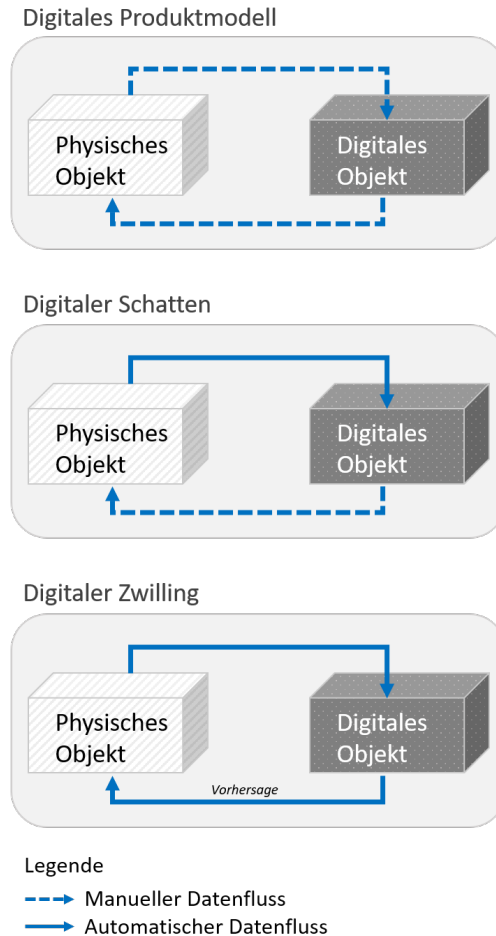 Digitales Produktmodell
Physisches
Objekt
Digitales
Objekt
Digitaler Schatten
Physisches
Objekt
Digitales
Objekt
Digitaler Zwilling
Physisches
Objekt
Digitales
Objekt
Vorhersage
Legende
Manueller Datenfluss
Automatischer Datenfluss